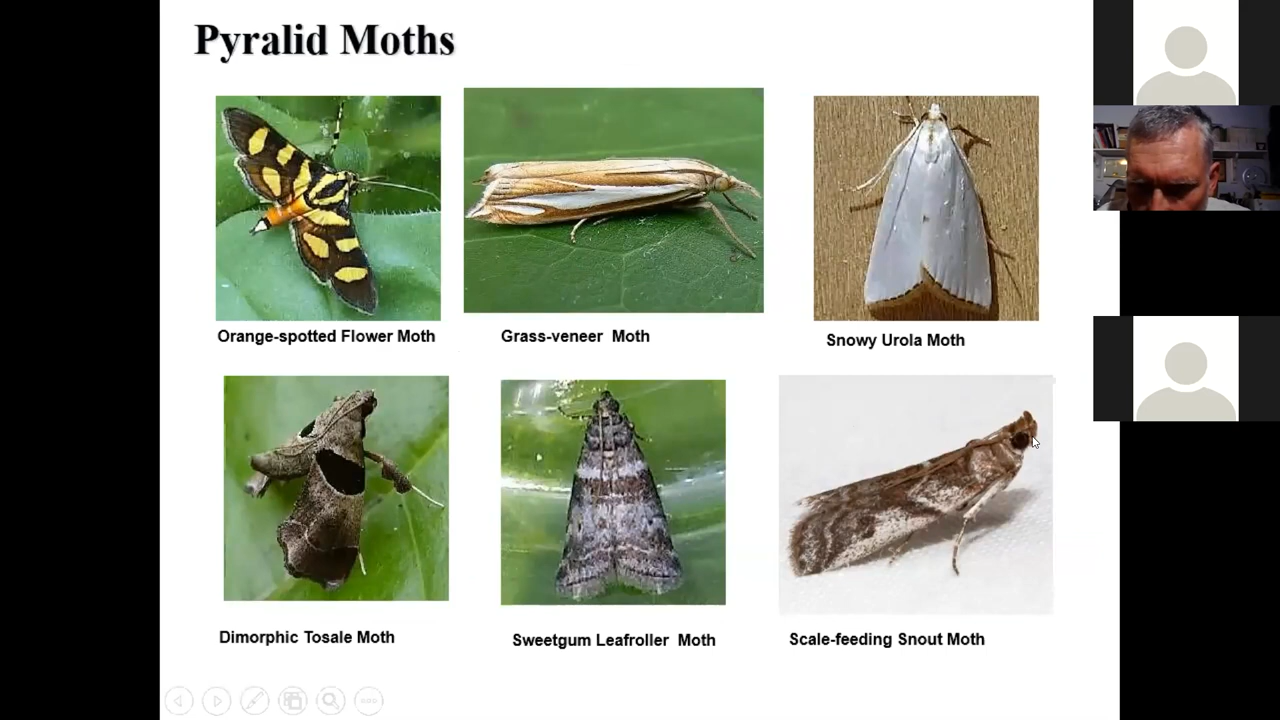 Pyralid Moths
Orange-spotted Flower Moth
Grass-veneer Moth
Snowy Urola Moth
Dimorphic Tosale Moth
Sweetgum Leafroller Moth
Scale-feeding Snout Moth